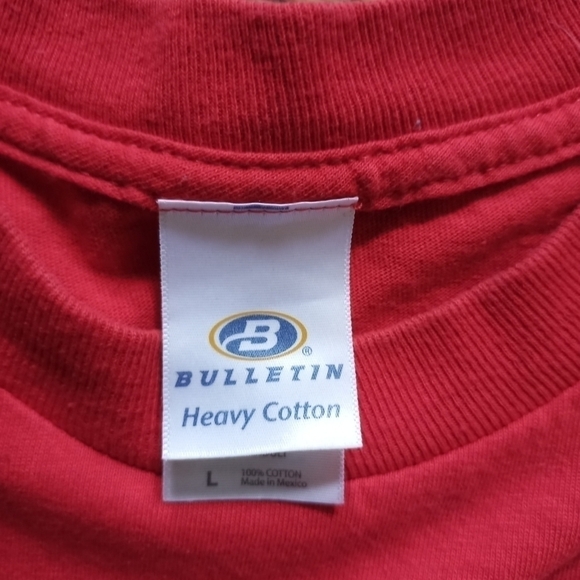 B
®
BULLETIN
Heavy Cotton
L
100% COTTON
Made in Mexico